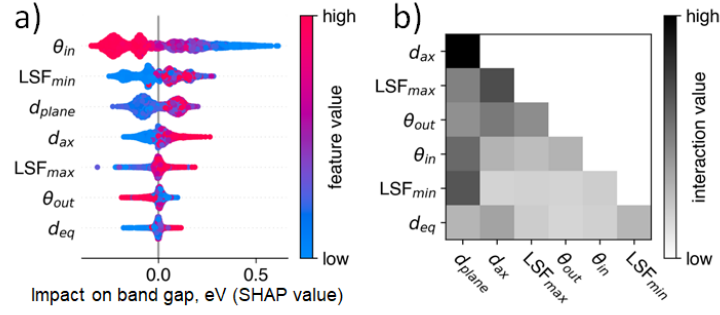 a)
θin
LSFmin
dplane
dax
LSFmax
θout
deq
0.0
0.5
Impact on band gap, eV (SHAP value)
high
feature value
low
b)
dax
LSFmax
θout
θin
LSFmin
deq
dplane
dax
LSFmax
θout
θin
LSFmin
high
interaction value
low